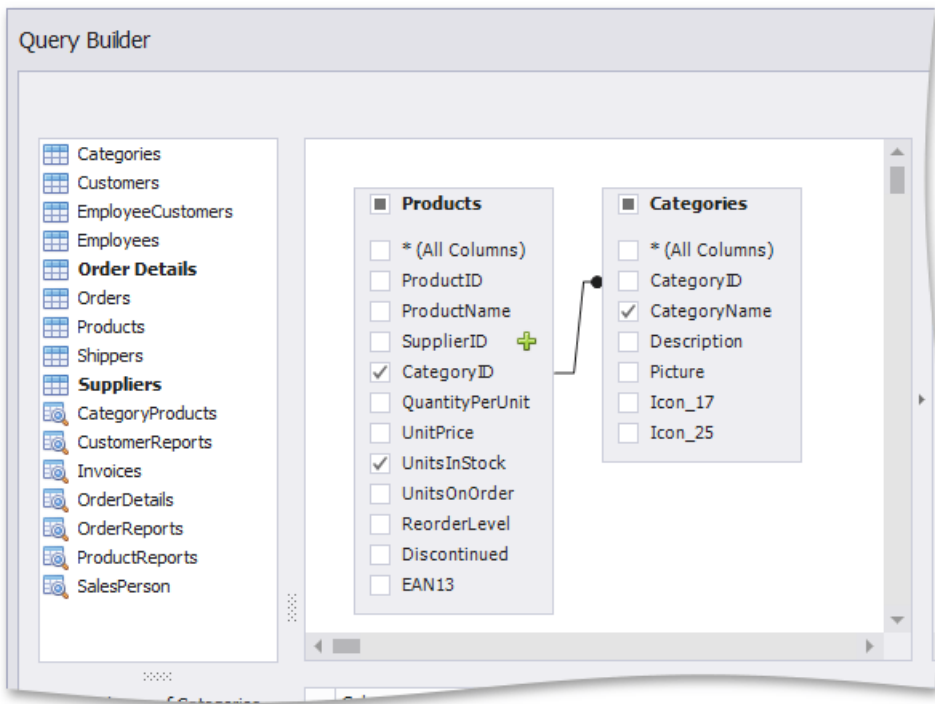 Query Builder
Categories
Customers
EmployeeCustomers
Employees
Order Details
Orders
Products
Shippers
Suppliers
CategoryProducts
CustomerReports
Invoices
OrderDetails
OrderReports
ProductReports
SalesPerson
Products
* (All Columns)
ProductID
ProductName
SupplierID
CategoryID
QuantityPerUnit
UnitPrice
UnitsInStock
UnitsOnOrder
ReorderLevel
Discontinued
EAN13
Categories
* (All Columns)
CategoryID
CategoryName
Description
Picture
Icon_17
Icon_25
of Categories